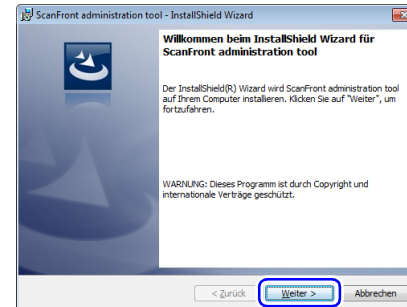 ScanFront administration tool - InstallShield Wizard
Willkommen beim InstallShield Wizard für
ScanFront administration tool
Der InstallShield(R) Wizard wird ScanFront administration tool
auf Ihrem Computer installieren. Klicken Sie auf "Weiter", um
fortzufahren.
WARNUNG: Dieses Programm ist durch Copyright und
internationale Verträge geschützt.
< Zurück Weiter > Abbrechen